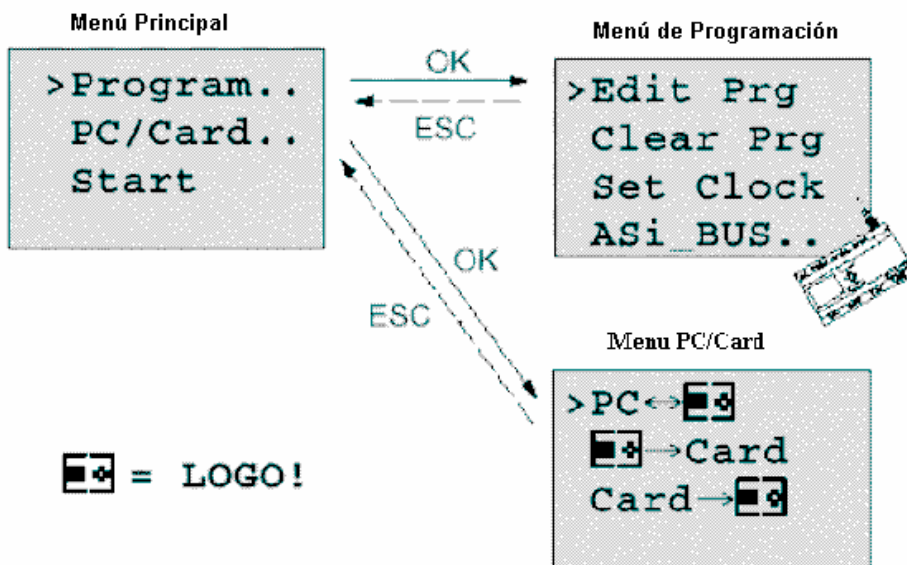 Menú Principal
>Program..
PC/Card..
Start
OK
ESC
Menú de Programación
>Edit Prg
Clear Prg
Set Clock
ASi_BUS..
OK
ESC
Menu PC/Card
>PC↔
→Card
Card→
= LOGO!